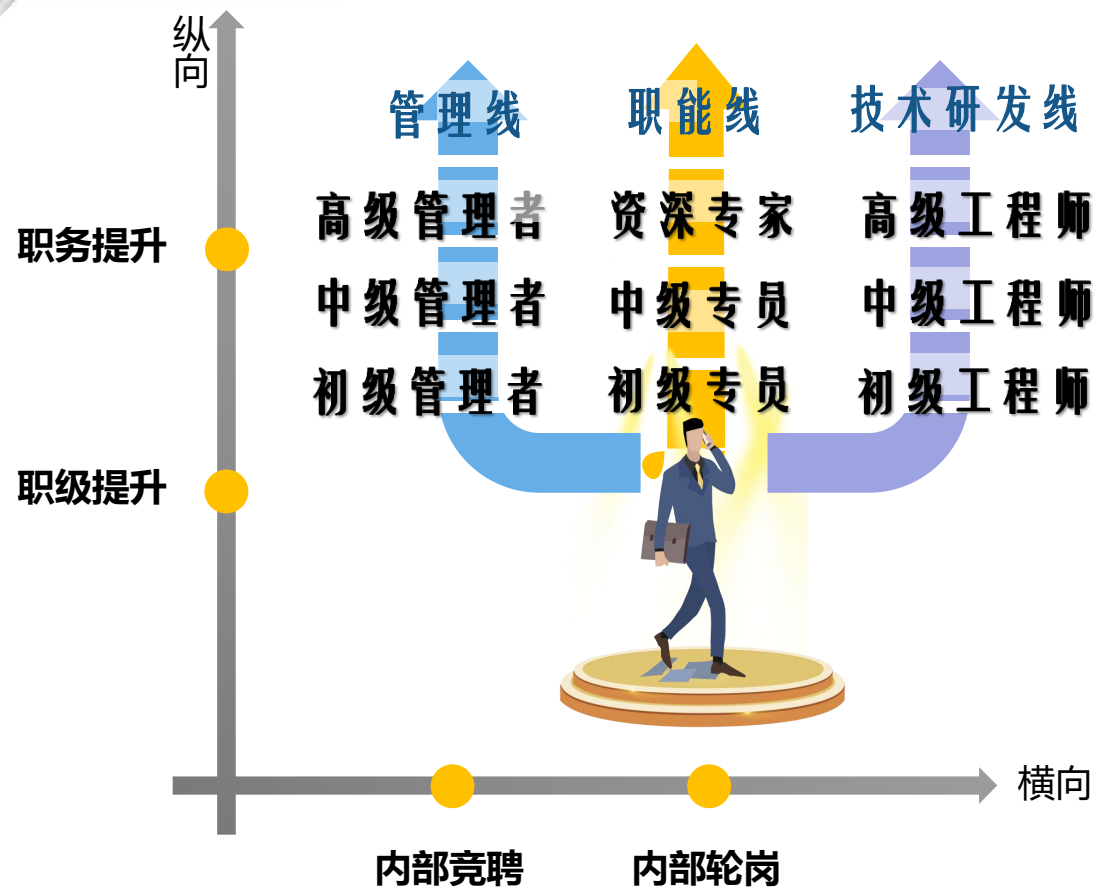 纵向
管理线 职能线 技术研发线
高级管理者 资深专家 高级工程师
职务提升
中级管理者 中级专员 中级工程师
初级管理者 初级专员 初级工程师
职级提升
横向
内部竞聘 内部轮岗